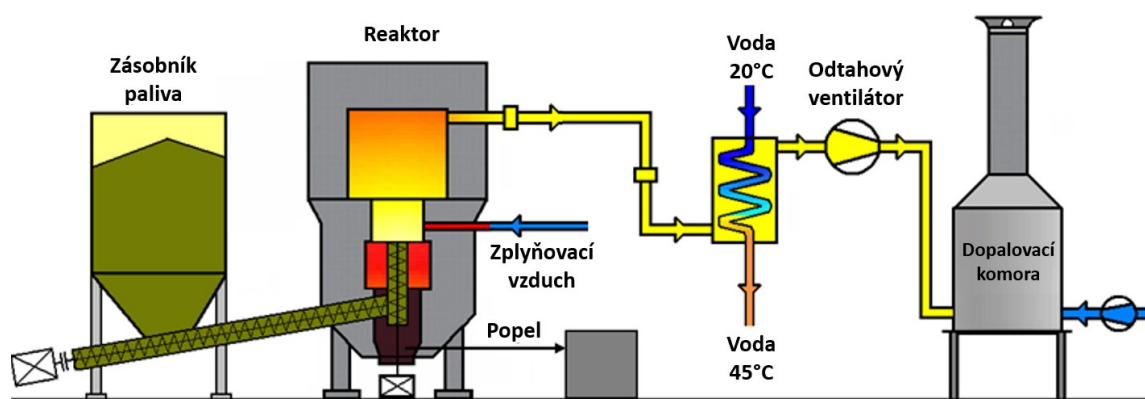 Zásobník
paliva
Reaktor
Zplyňovací
vzduch
Popel
Voda
20°C
Voda
45°C
Odtahový
ventilátor
Dopalovací
komora